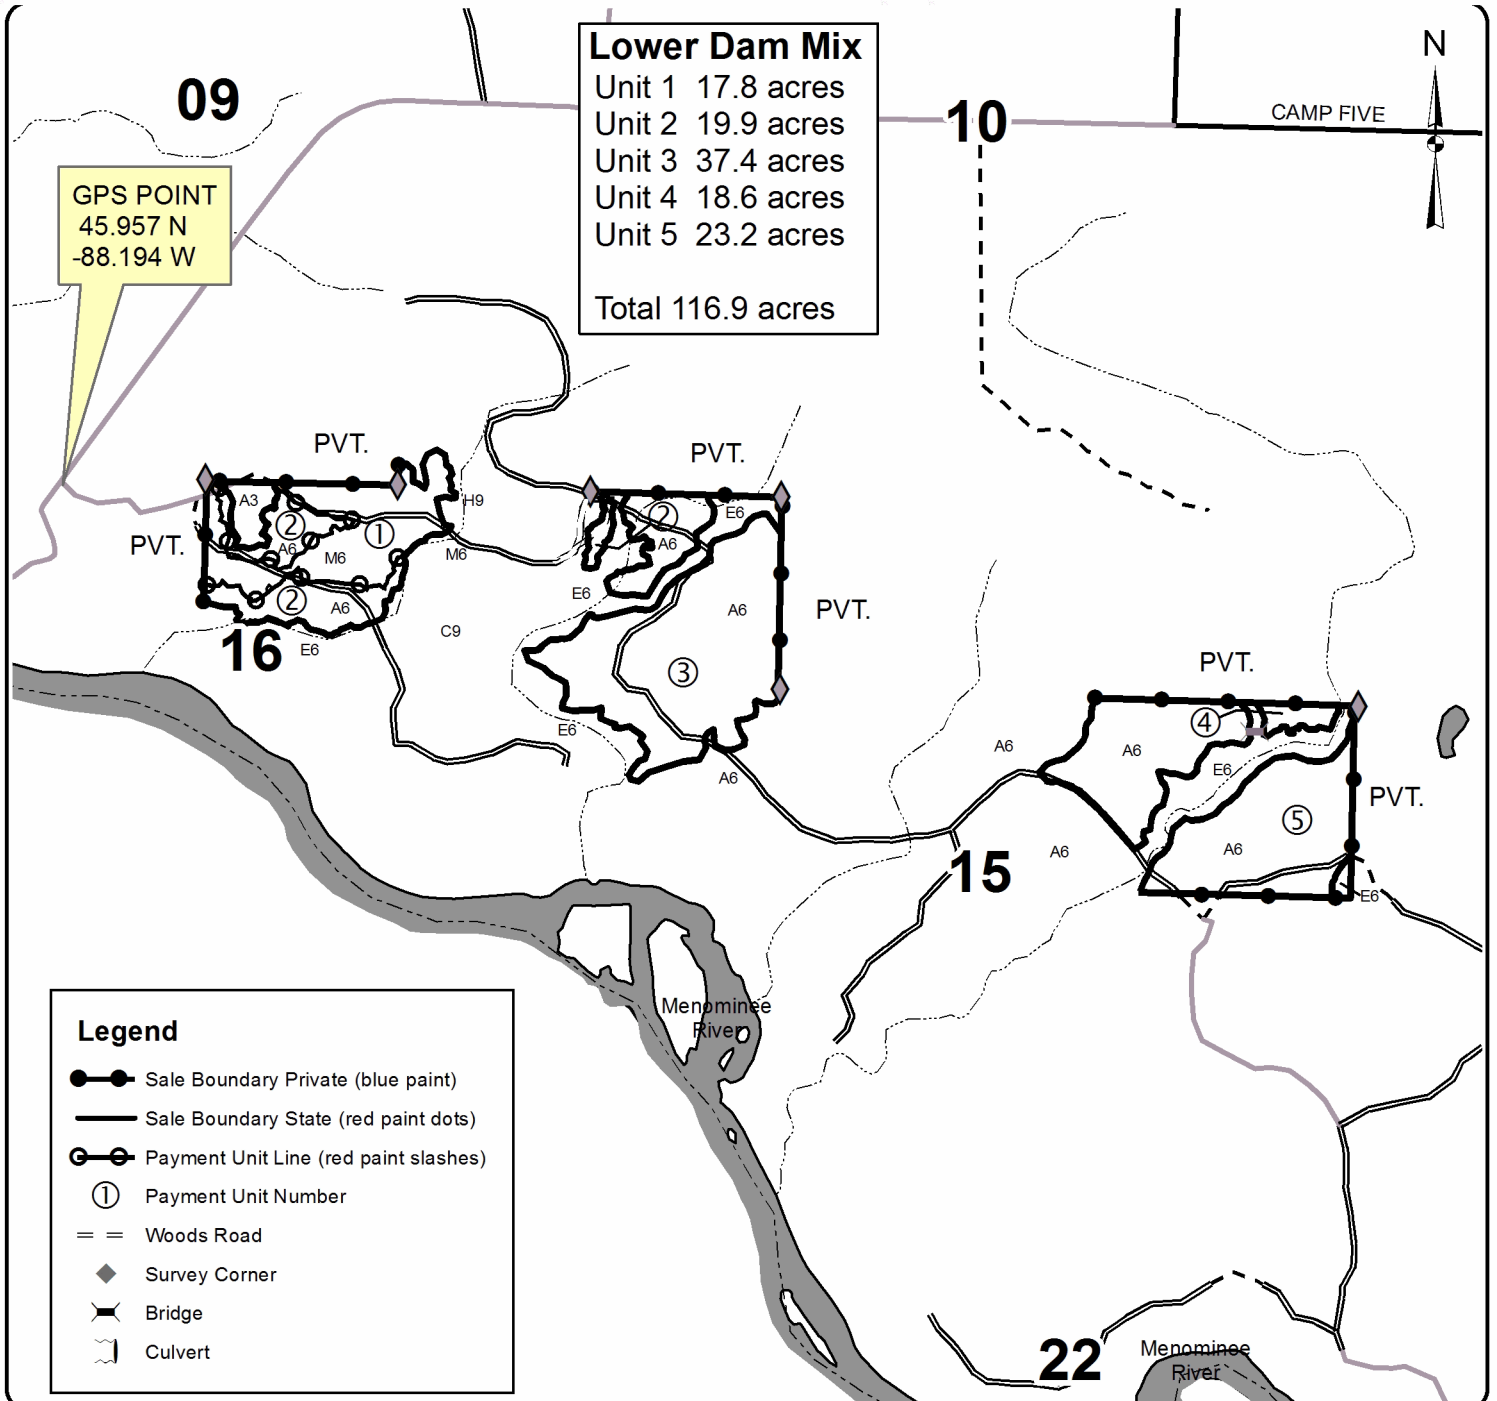 09
Lower Dam Mix
Unit 1 17.8 acres
Unit 2 19.9 acres
Unit 3 37.4 acres
Unit 4 18.6 acres
Unit 5 23.2 acres
Total 116.9 acres
10
CAMP FIVE
N
GPS POINT
45.957 N
-88.194 W
PVT.
PVT.
A3
H9
2
1
2
E6
PVT.
A6
M6
M6
A6
2
A6
E6
A6
PVT.
16
E6
C9
3
E6
A6
PVT.
4
A6
A6
E6
PVT.
5
A6
A6
15
E6
Menominee
River
Legend
Sale Boundary Private (blue paint)
Sale Boundary State (red paint dots)
Payment Unit Line (red paint slashes)
1 Payment Unit Number
Woods Road
Survey Corner
Bridge
Culvert
22
Menominee
River